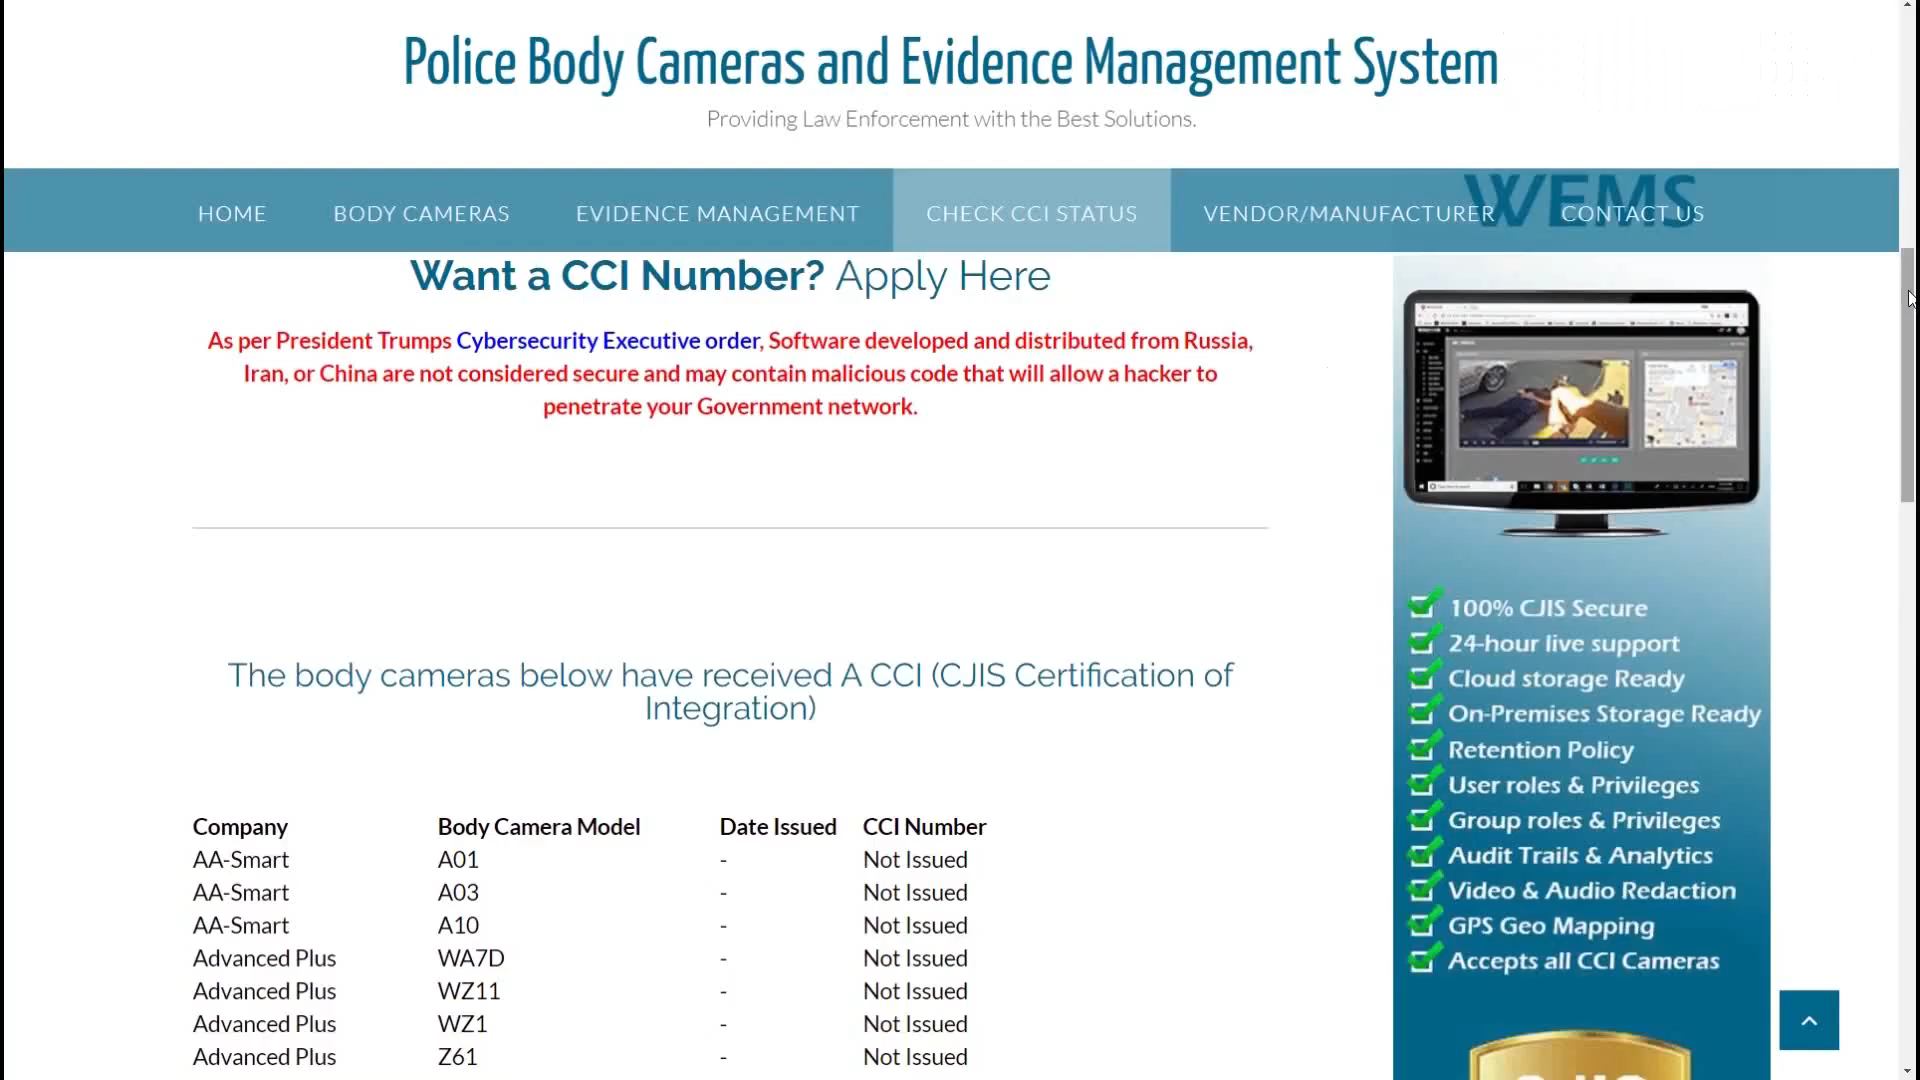 Police Body Cameras and Evidence Management System
Providing Law Enforcement with the Best Solutions.
HOME BODY CAMERAS EVIDENCE MANAGEMENT CHECK CCI STATUS VENDOR/MANUFACTURER CONTACT US
WEMS
Want a CCI Number? Apply Here
As per President Trumps Cybersecurity Executive order, Software developed and distributed from Russia,
Iran, or China are not considered secure and may contain malicious code that will allow a hacker to
penetrate your Government network.
The body cameras below have received A CCI (CJIS Certification of
Integration)
Company Body Camera Model Date Issued CCI Number
AA-Smart A01 - Not Issued
AA-Smart A03 - Not Issued
AA-Smart A10 - Not Issued
Advanced Plus WA7D - Not Issued
Advanced Plus WZ11 - Not Issued
Advanced Plus WZ1 - Not Issued
Advanced Plus Z61 - Not Issued
100% CJIS Secure
24-hour live support
Cloud storage Ready
On-Premises Storage Ready
Retention Policy
User roles & Privileges
Group roles & Privileges
Audit Trails & Analytics
Video & Audio Redaction
GPS Geo Mapping
Accepts all CCI Cameras